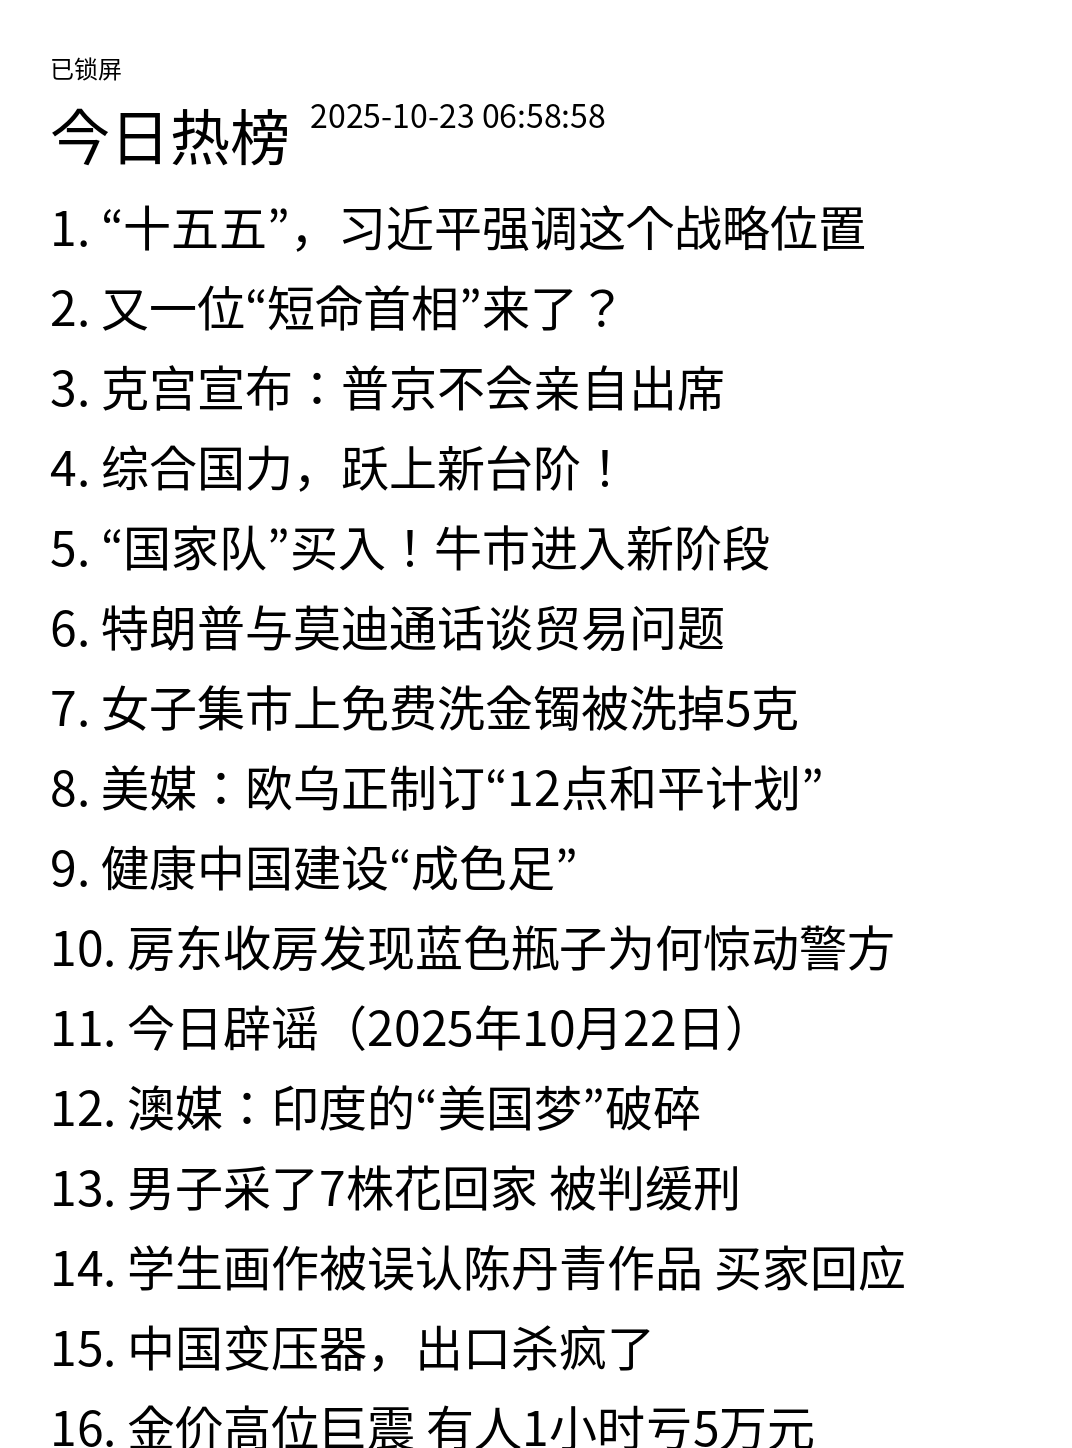 已锁屏
今日热榜 2025-10-23 06:58:58
1. “十五五”，习近平强调这个战略位置
2. 又一位“短命首相”来了？
3. 克宫宣布：普京不会亲自出席
4. 综合国力，跃上新台阶！
5. “国家队”买入！牛市进入新阶段
6. 特朗普与莫迪通话谈贸易问题
7. 女子集市上免费洗金镯被洗掉5克
8. 美媒：欧乌正制订“12点和平计划”
9. 健康中国建设“成色足”
10. 房东收房发现蓝色瓶子为何惊动警方
11. 今日辟谣（2025年10月22日）
12. 澳媒：印度的“美国梦”破碎
13. 男子采了7株花回家 被判缓刑
14. 学生画作被误认陈丹青作品 买家回应
15. 中国变压器，出口杀疯了
16. 金价高位巨震 有人1小时亏5万元